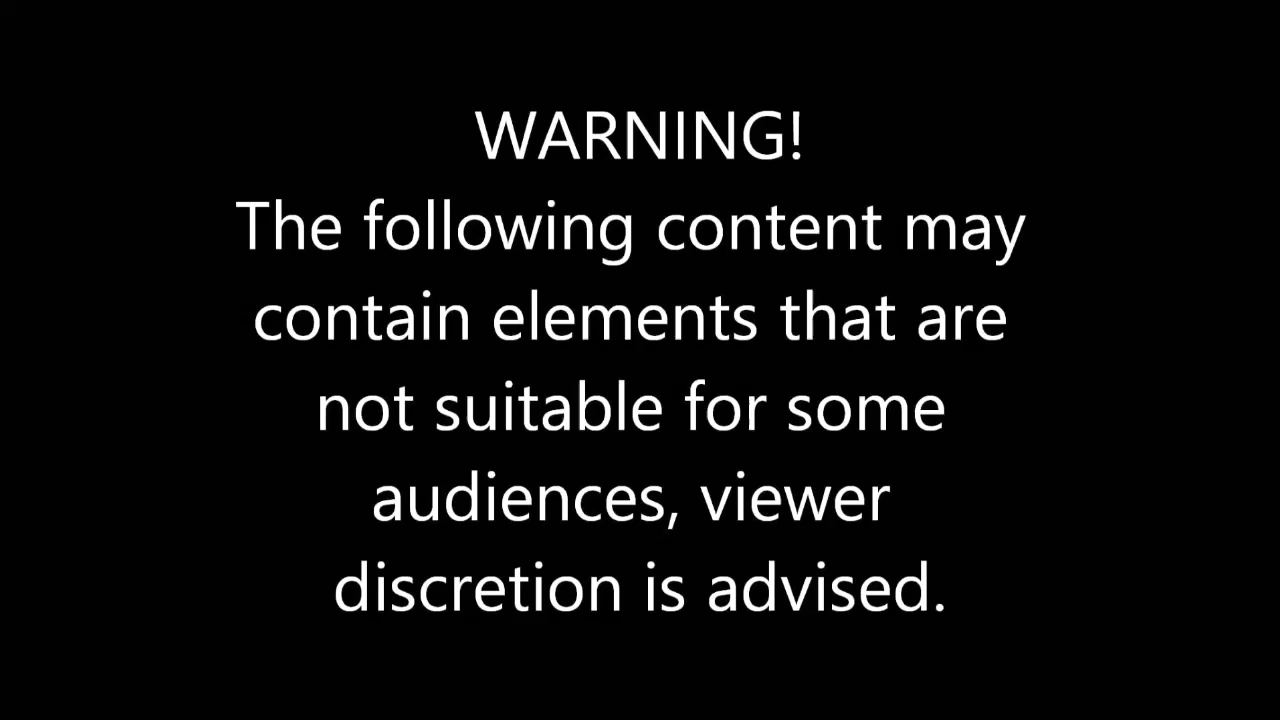 WARNING!
The following content may
contain elements that are
not suitable for some
audiences, viewer
discretion is advised.